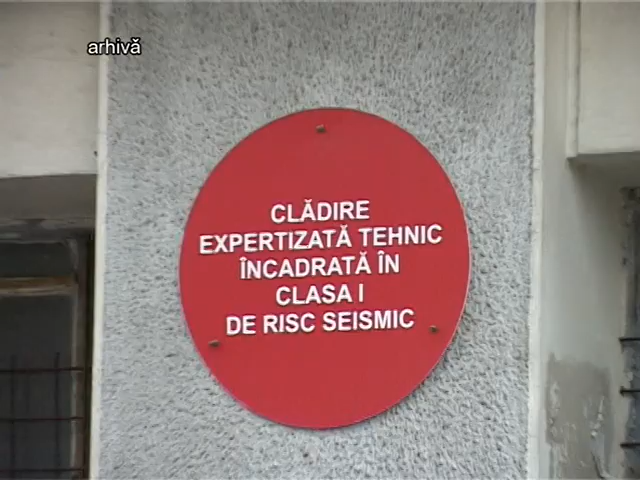 arhivă
CLĂDIRE
EXPERTIZATĂ TEHNIC
ÎNCADRATĂ ÎN
CLASA I
DE RISC SEISMIC